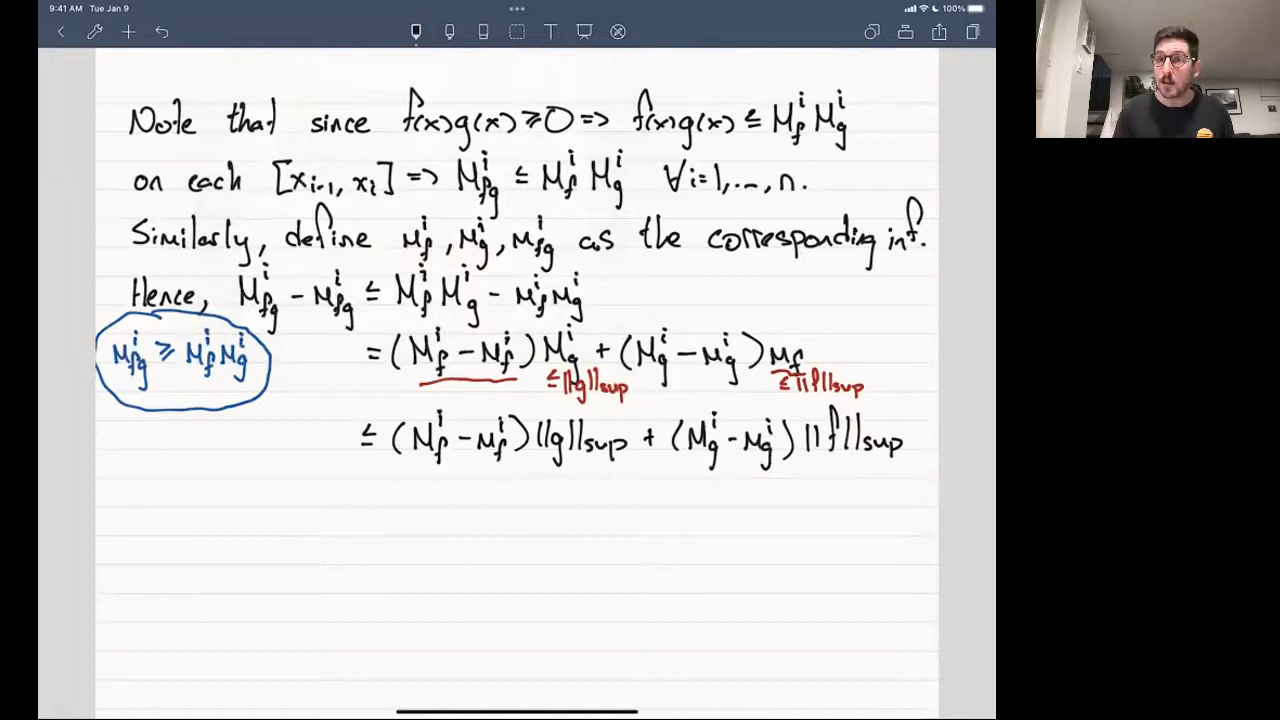 9:41 AM Tue Jan 9
100%
Note that since f(x)g(x) ≥ 0 => f(x)g(x) ≤ M_f^i M_g^i
on each [x_{i-1}, x_i] => M_{fg}^i ≤ M_f^i M_g^i ∀i=1,...,n.
Similarly, define m_f^i, m_g^i, m_{fg}^i as the corresponding inf.
Hence, M_{fg}^i - m_{fg}^i ≤ M_f^i M_g^i - m_f^i m_g^i
m_{fg}^i ≥ m_f^i m_g^i
= (M_f^i - m_f^i) M_g^i + (M_g^i - m_g^i) m_f
≤ ||g||sup ≤ ||f||sup
≤ (M_f^i - m_f^i) ||g||sup + (M_g^i - m_g^i) ||f||sup